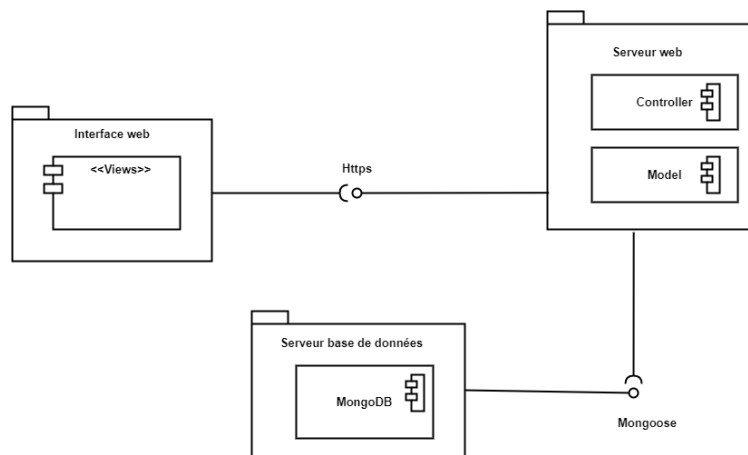 Serveur web
Controller
Model
Interface web
<<Views>>
Https
Serveur base de données
MongoDB
Mongoose